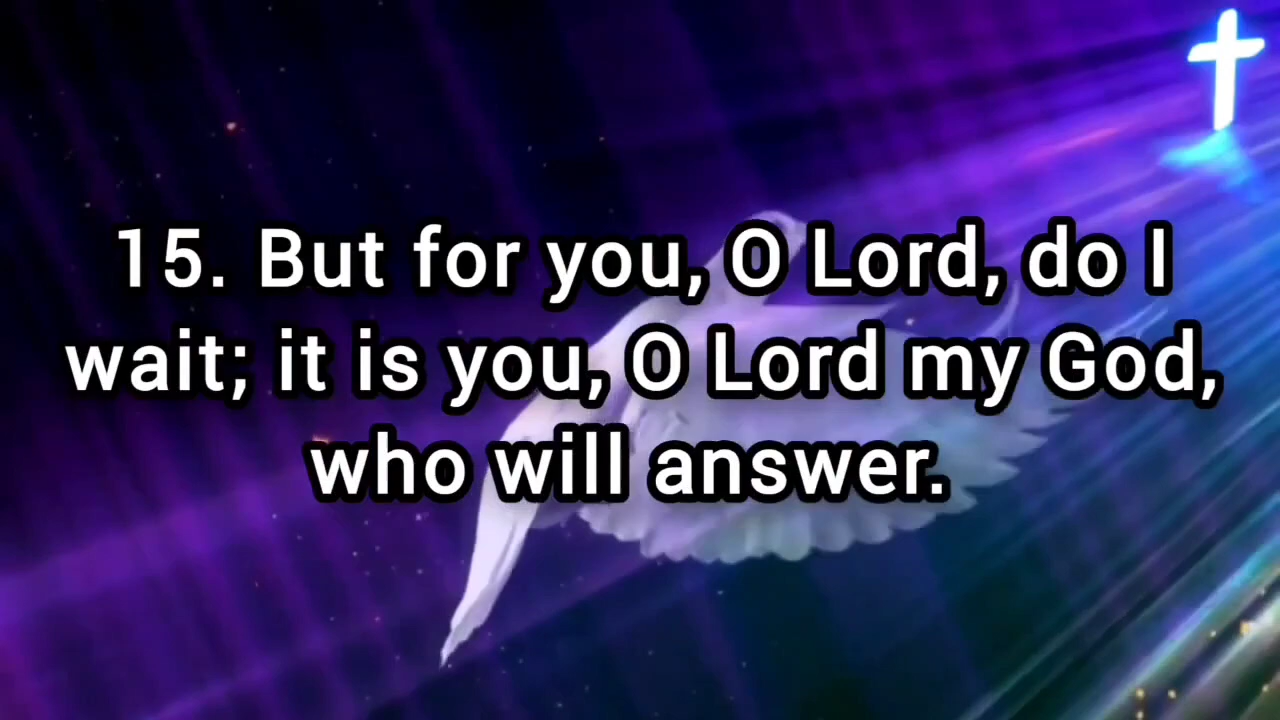 15. But for you, O Lord, do I
wait; it is you, O Lord my God,
who will answer.